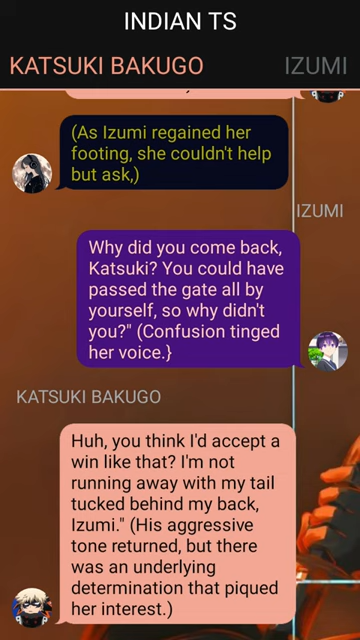 INDIAN TS
KATSUKI BAKUGO IZUMI
(As Izumi regained her
footing, she couldn't help
but ask,)
IZUMI
Why did you come back,
Katsuki? You could have
passed the gate all by
yourself, so why didn't
you?" (Confusion tinged
her voice.}
KATSUKI BAKUGO
Huh, you think I'd accept a
win like that? I'm not
running away with my tail
tucked behind my back,
Izumi." (His aggressive
tone returned, but there
was an underlying
determination that piqued
her interest.)